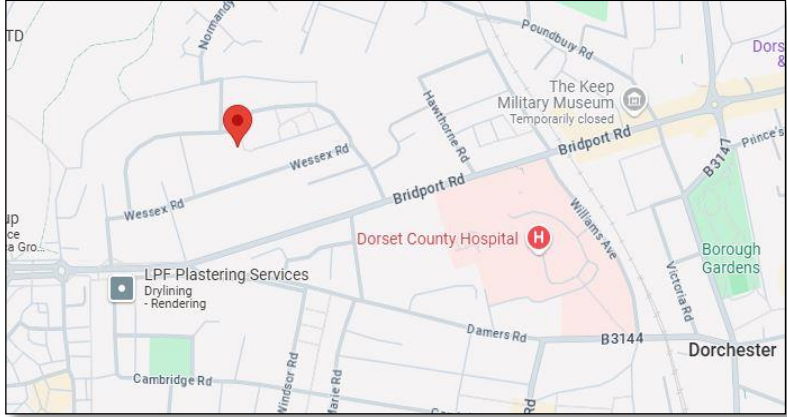 TD
Normandy
Poundbury Rd
Dors
&
The Keep
Military Museum
Temporarily closed
Hawthorne Rd
Bridport Rd
Prince's
B3147
Wessex Rd
Bridport Rd
Wessex Rd
Williams Ave
up
ce
a Gro...
Dorset County Hospital
H
Borough
Gardens
LPF Plastering Services
Drylining
- Rendering
Victoria Rd
Damers Rd
B3144
Dorchester
Cambridge Rd
Windsor Rd
Marie Rd